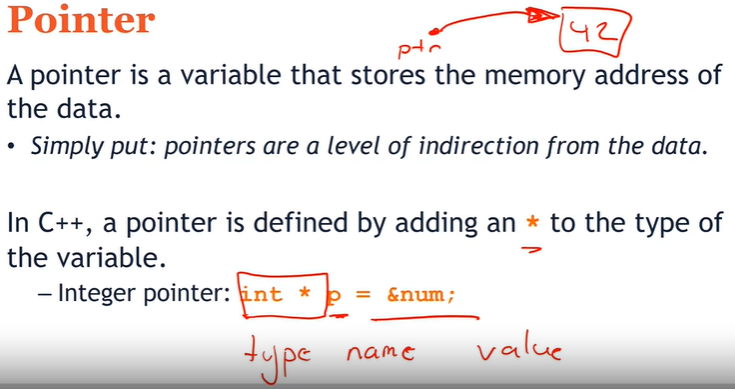 Pointer
ptr
42
A pointer is a variable that stores the memory address of
the data.
• Simply put: pointers are a level of indirection from the data.
In C++, a pointer is defined by adding an * to the type of
the variable.
– Integer pointer: int * p = &num;
type name value